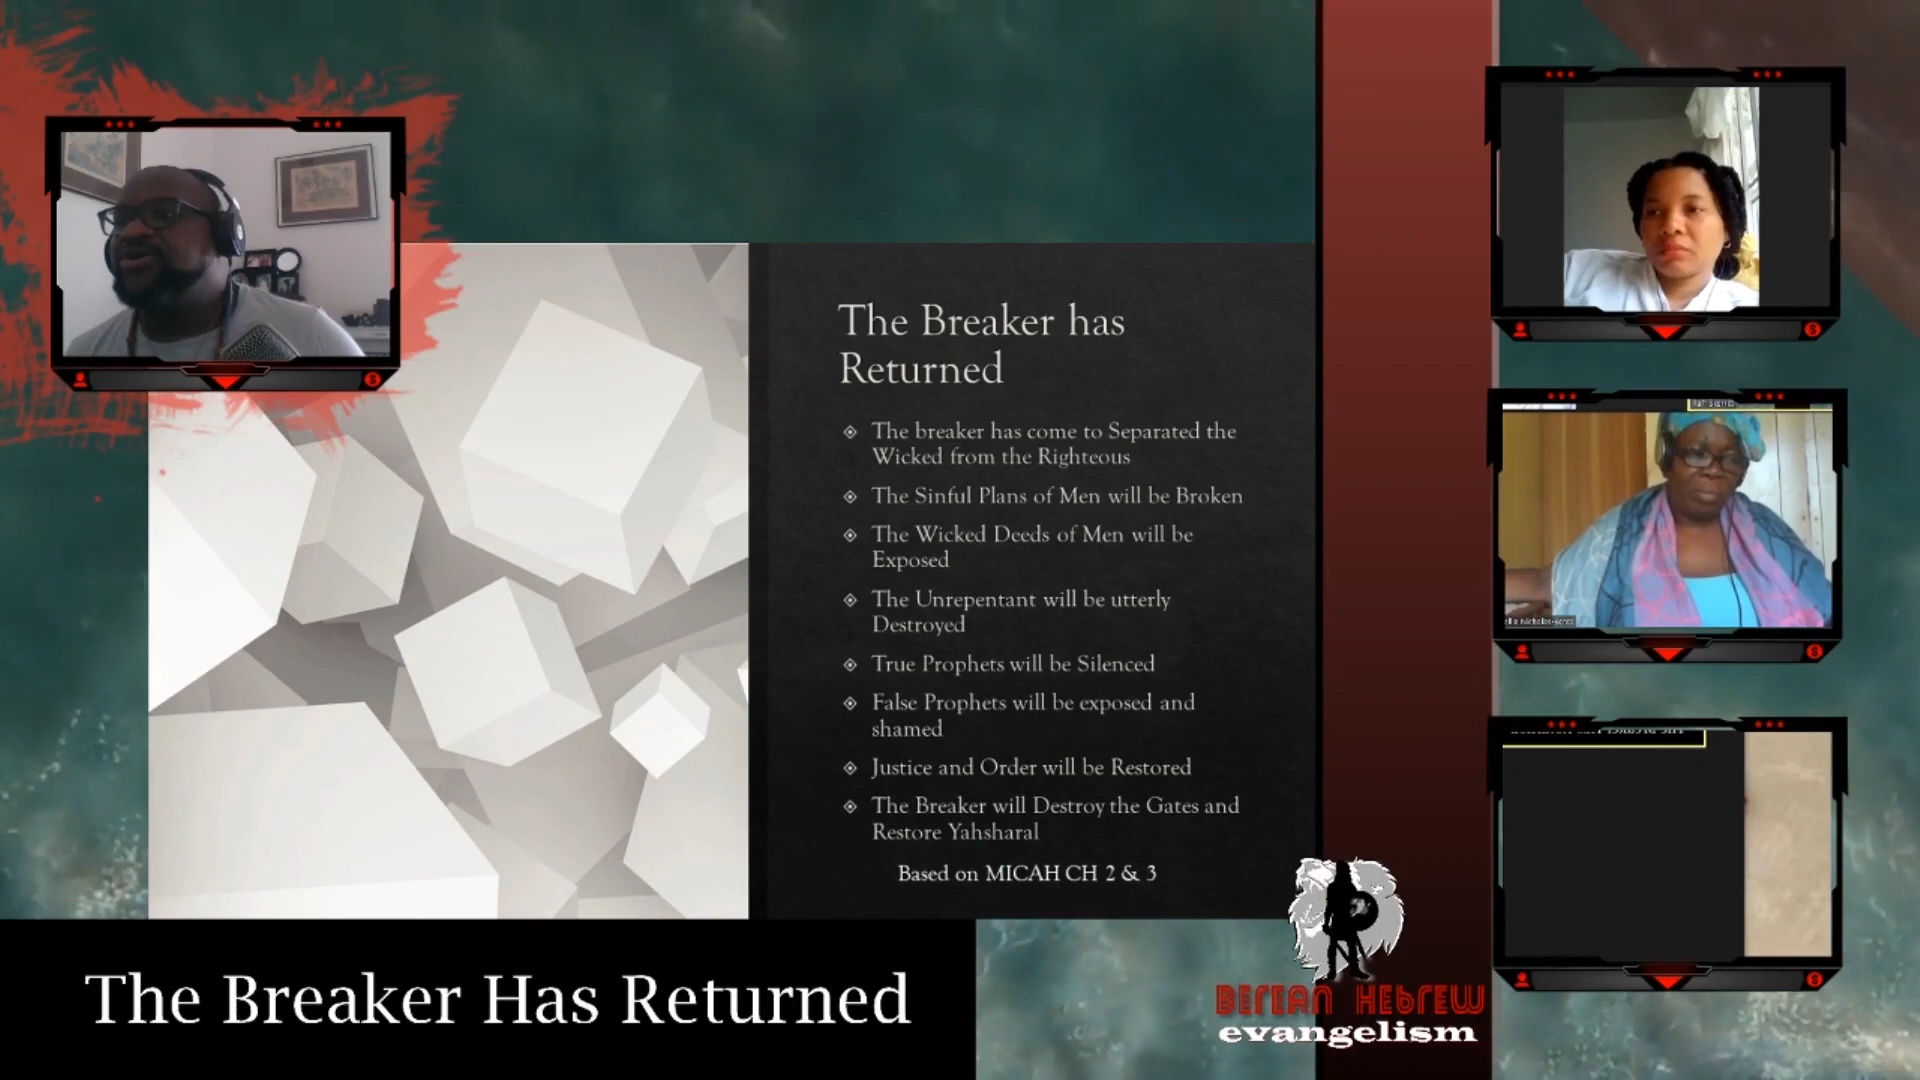 The Breaker has
Returned
The breaker has come to Separated the
Wicked from the Righteous
The Sinful Plans of Men will be Broken
The Wicked Deeds of Men will be
Exposed
The Unrepentant will be utterly
Destroyed
True Prophets will be Silenced
False Prophets will be exposed and
shamed
Justice and Order will be Restored
The Breaker will Destroy the Gates and
Restore Yahsharal
Based on MICAH CH 2 & 3
The Breaker Has Returned
BEREAN HEBREW
evangelism